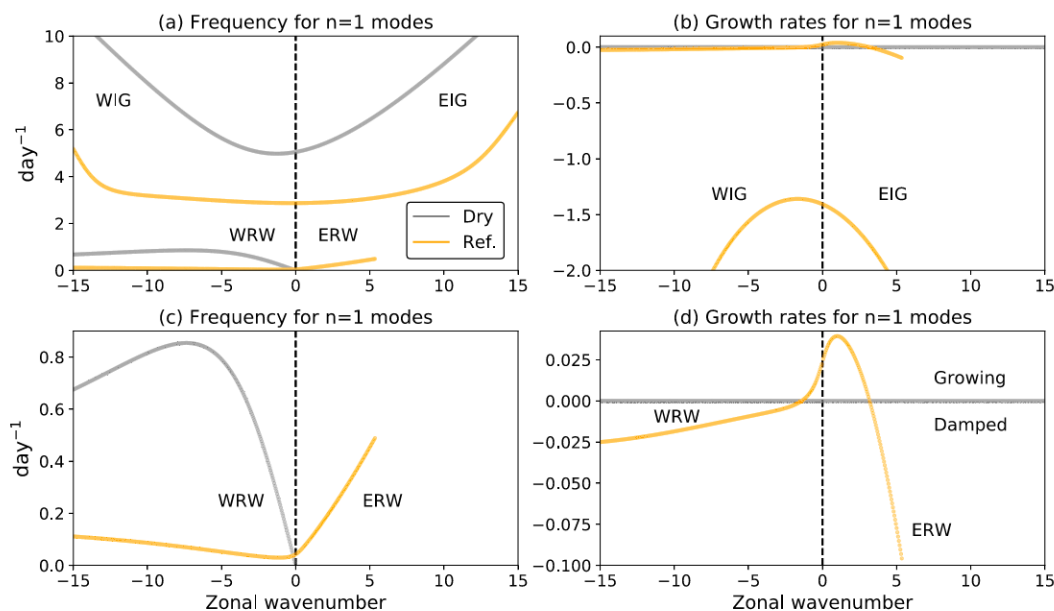 (a) Frequency for n=1 modes
10
8
6
4
2
0
day⁻¹
WIG
EIG
WRW
ERW
Dry
Ref.
−15
−10
−5
0
5
10
15
(b) Growth rates for n=1 modes
0.0
−0.5
−1.0
−1.5
−2.0
WIG
EIG
−15
−10
−5
0
5
10
15
(c) Frequency for n=1 modes
0.8
0.6
0.4
0.2
0.0
day⁻¹
WRW
ERW
−15
−10
−5
0
5
10
15
Zonal wavenumber
(d) Growth rates for n=1 modes
0.025
0.000
−0.025
−0.050
−0.075
−0.100
Growing
Damped
WRW
ERW
−15
−10
−5
0
5
10
15
Zonal wavenumber